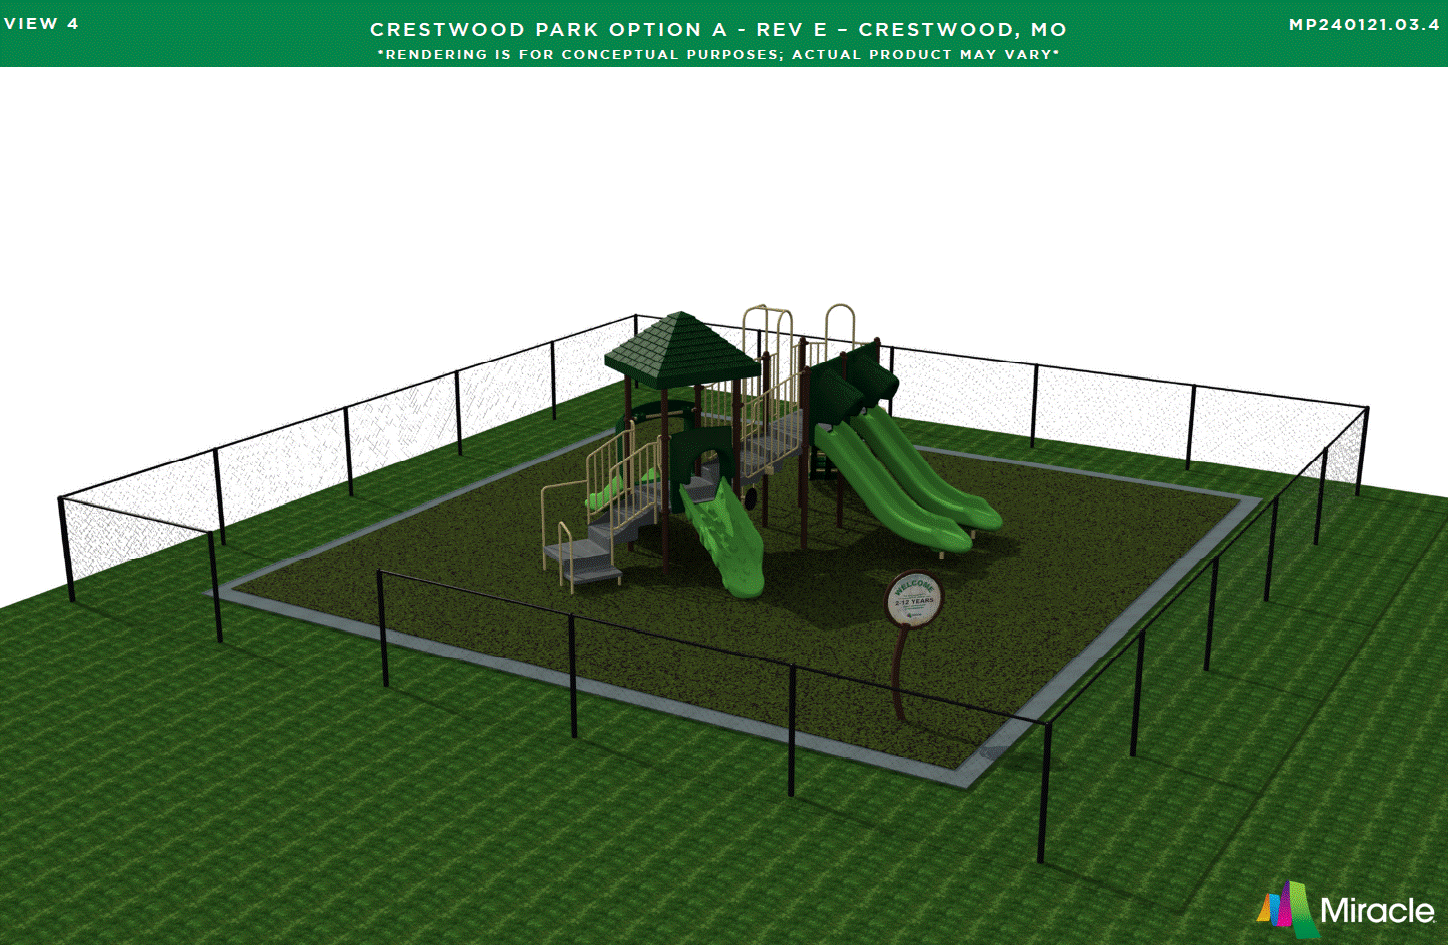 VIEW 4
CRESTWOOD PARK OPTION A - REV E – CRESTWOOD, MO
*RENDERING IS FOR CONCEPTUAL PURPOSES; ACTUAL PRODUCT MAY VARY*
MP240121.03.4
WELCOME
2-12 YEARS
Miracle